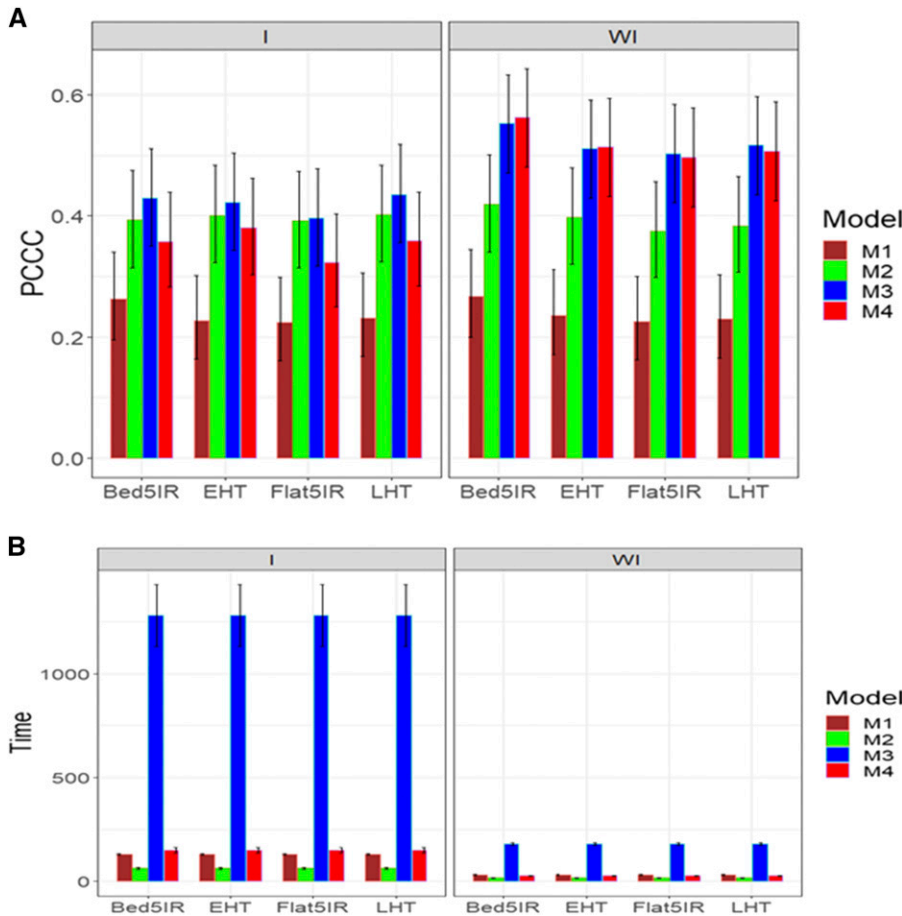 A
I WI
PCCC
0.6
0.4
0.2
0.0
Bed5IR EHT Flat5IR LHT Bed5IR EHT Flat5IR LHT
Model
M1
M2
M3
M4
B
I WI
Time
1000
500
0
Bed5IR EHT Flat5IR LHT Bed5IR EHT Flat5IR LHT
Model
M1
M2
M3
M4